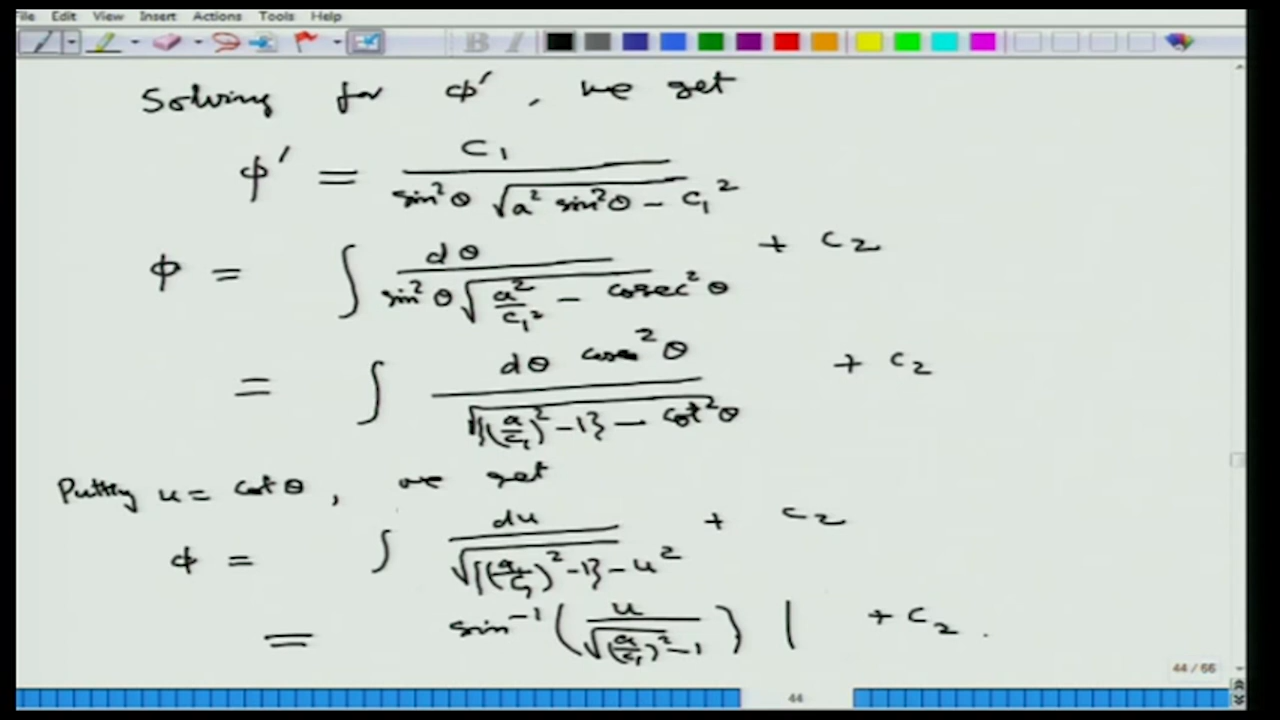 File Edit View Insert Actions Tools Help
Solving for φ', we get
φ' = c₁ / (sin²θ √(a² sin²θ − c₁²))
φ = ∫ dθ / (sin²θ √(a²/c₁² − cosec²θ)) + c₂
= ∫ dθ cosec²θ / √({(a/c₁)² − 1} − cot²θ) + c₂
Putting u = cot θ, we get
φ = ∫ du / √({(a/c₁)² − 1} − u²) + c₂
= sin⁻¹ (u / √((a/c₁)² − 1)) | + c₂.
44 / 66
44